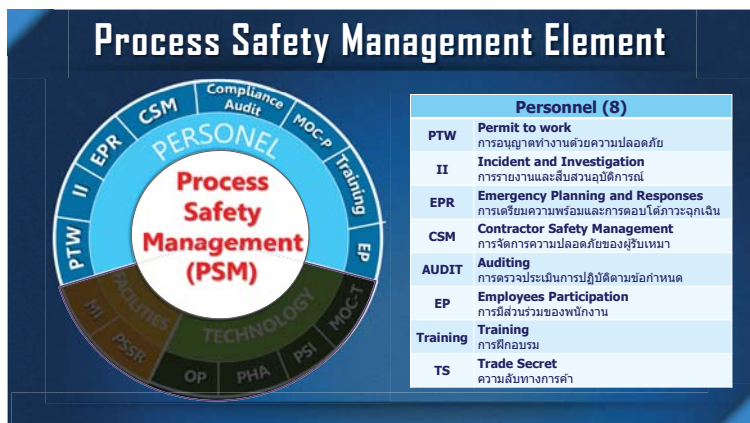 Process Safety Management Element
PTW
II
EPR
CSM
Compliance
Audit
MOC-P
Training
EP
PERSONEL
Process
Safety
Management
(PSM)
FACILITIES
MI
PSSR
TECHNOLOGY
OP
PHA
PSI
MOC-T
Personnel (8)
PTW Permit to work
การอนุญาตทำงานด้วยความปลอดภัย
II Incident and Investigation
การรายงานและสืบสวนอุบัติการณ์
EPR Emergency Planning and Responses
การเตรียมความพร้อมและการตอบโต้ภาวะฉุกเฉิน
CSM Contractor Safety Management
การจัดการความปลอดภัยของผู้รับเหมา
AUDIT Auditing
การตรวจประเมินการปฏิบัติตามข้อกำหนด
EP Employees Participation
การมีส่วนร่วมของพนักงาน
Training Training
การฝึกอบรม
TS Trade Secret
ความลับทางการค้า